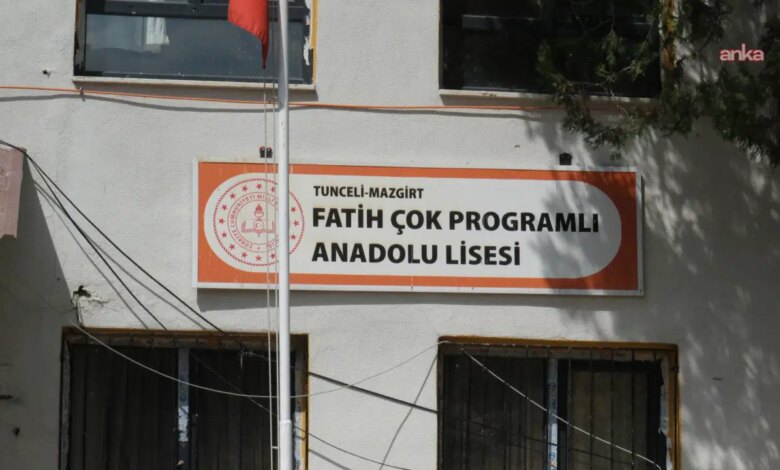 anka
TUNCELİ-MAZGİRT
FATİH ÇOK PROGRAMLI
ANADOLU LİSESİ